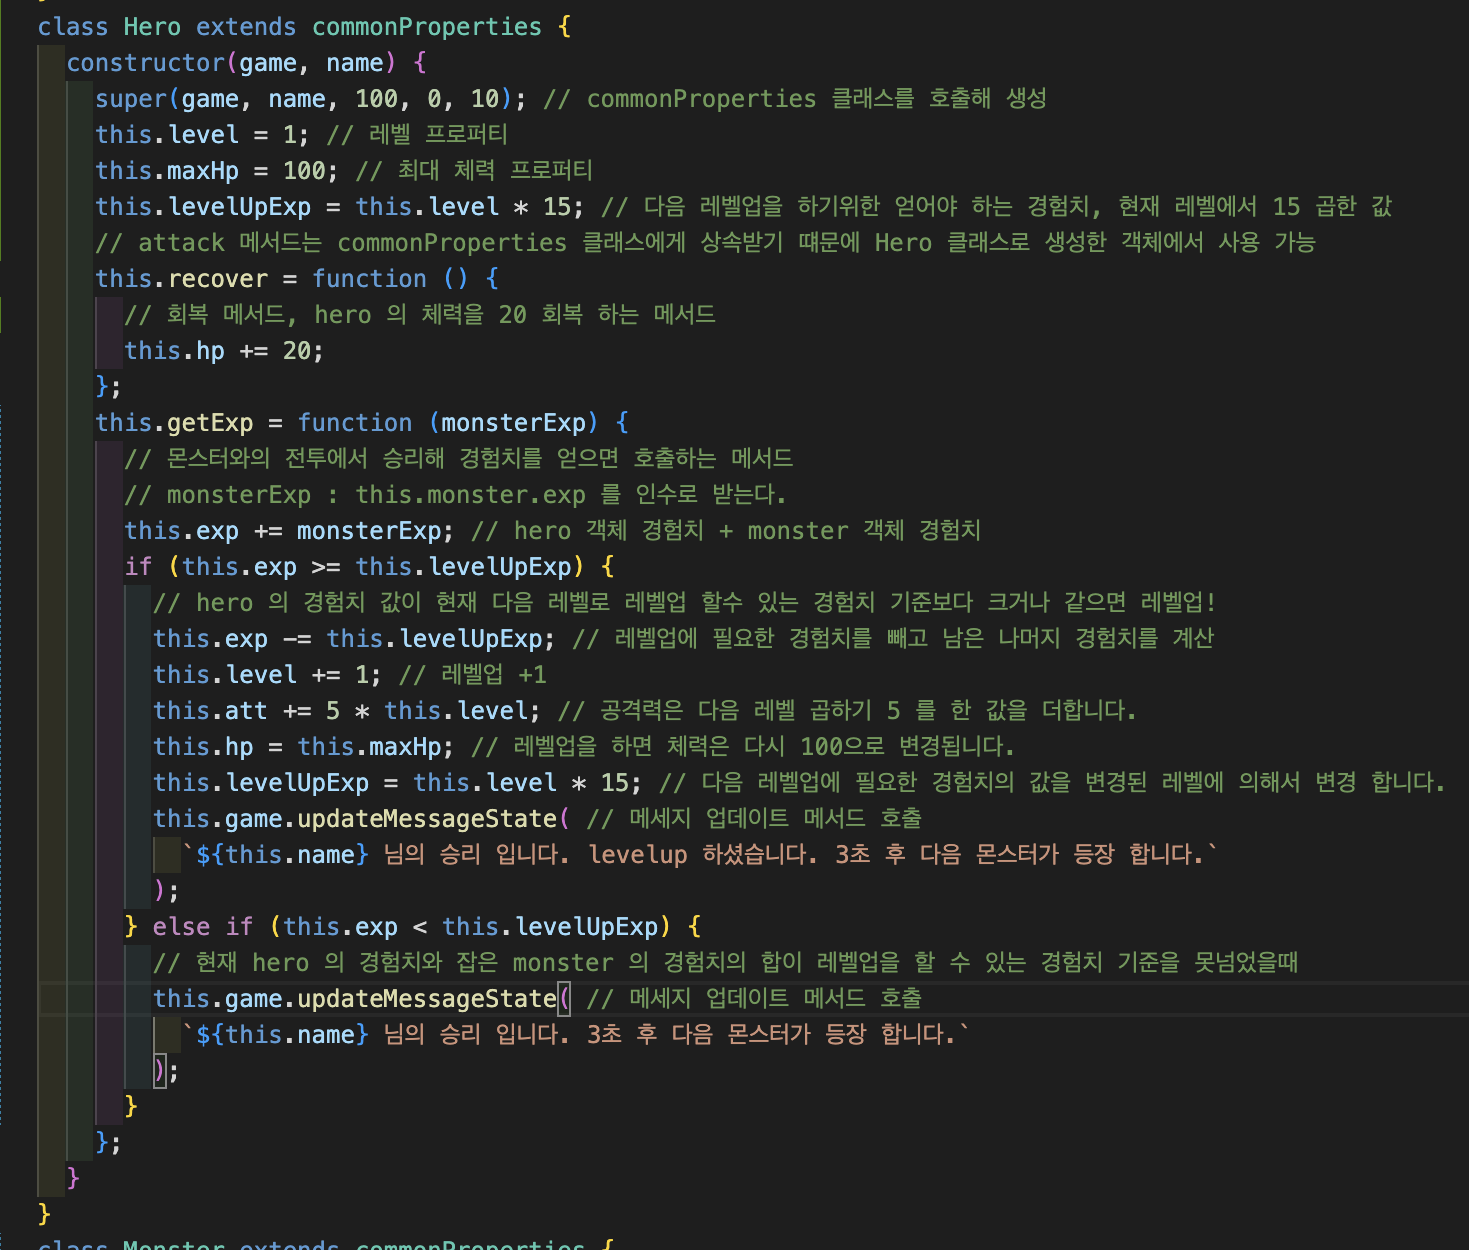 class Hero extends commonProperties {
constructor(game, name) {
super(game, name, 100, 0, 10); // commonProperties 클래스를 호출해 생성
this.level = 1; // 레벨 프로퍼티
this.maxHp = 100; // 최대 체력 프로퍼티
this.levelUpExp = this.level * 15; // 다음 레벨업을 하기위한 얻어야 하는 경험치, 현재 레벨에서 15 곱한 값
// attack 메서드는 commonProperties 클래스에게 상속받기 떄문에 Hero 클래스로 생성한 객체에서 사용 가능
this.recover = function () {
// 회복 메서드, hero 의 체력을 20 회복 하는 메서드
this.hp += 20;
};
this.getExp = function (monsterExp) {
// 몬스터와의 전투에서 승리해 경험치를 얻으면 호출하는 메서드
// monsterExp : this.monster.exp 를 인수로 받는다.
this.exp += monsterExp; // hero 객체 경험치 + monster 객체 경험치
if (this.exp >= this.levelUpExp) {
// hero 의 경험치 값이 현재 다음 레벨로 레벨업 할수 있는 경험치 기준보다 크거나 같으면 레벨업!
this.exp -= this.levelUpExp; // 레벨업에 필요한 경험치를 빼고 남은 나머지 경험치를 계산
this.level += 1; // 레벨업 +1
this.att += 5 * this.level; // 공격력은 다음 레벨 곱하기 5 를 한 값을 더합니다.
this.hp = this.maxHp; // 레벨업을 하면 체력은 다시 100으로 변경됩니다.
this.levelUpExp = this.level * 15; // 다음 레벨업에 필요한 경험치의 값을 변경된 레벨에 의해서 변경 합니다.
this.game.updateMessageState( // 메세지 업데이트 메서드 호출
`${this.name} 님의 승리 입니다. levelup 하셨습니다. 3초 후 다음 몬스터가 등장 합니다.`
);
} else if (this.exp < this.levelUpExp) {
// 현재 hero 의 경험치와 잡은 monster 의 경험치의 합이 레벨업을 할 수 있는 경험치 기준을 못넘었을때
this.game.updateMessageState( // 메세지 업데이트 메서드 호출
`${this.name} 님의 승리 입니다. 3초 후 다음 몬스터가 등장 합니다.`
);
}
};
}
}
class Monster extends commonProperties {